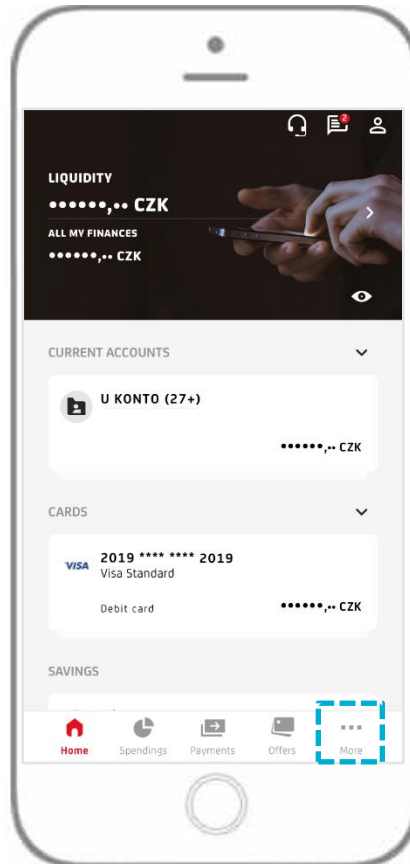 2
LIQUIDITY
••••••,•• CZK
ALL MY FINANCES
••••••,•• CZK
CURRENT ACCOUNTS
U KONTO (27+)
••••••,•• CZK
CARDS
VISA
2019 **** **** 2019
Visa Standard
Debit card
••••••,•• CZK
SAVINGS
Home Spendings Payments Offers More